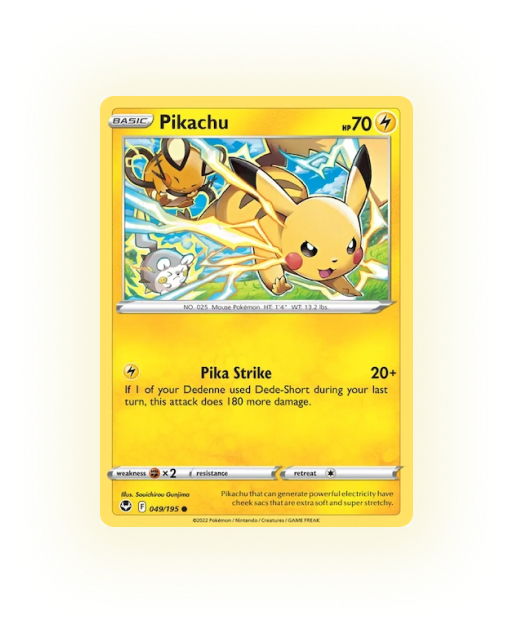 BASIC Pikachu HP 70
NO. 025 Mouse Pokémon HT: 1'4" WT: 13.2 lbs.
Pika Strike 20+
If 1 of your Dedenne used Dede-Short during your last
turn, this attack does 180 more damage.
weakness ×2 resistance retreat
Illus. Souichirou Gunjima
Pikachu that can generate powerful electricity have
cheek sacs that are extra soft and super stretchy.
F 049/195
©2022 Pokémon / Nintendo / Creatures / GAME FREAK